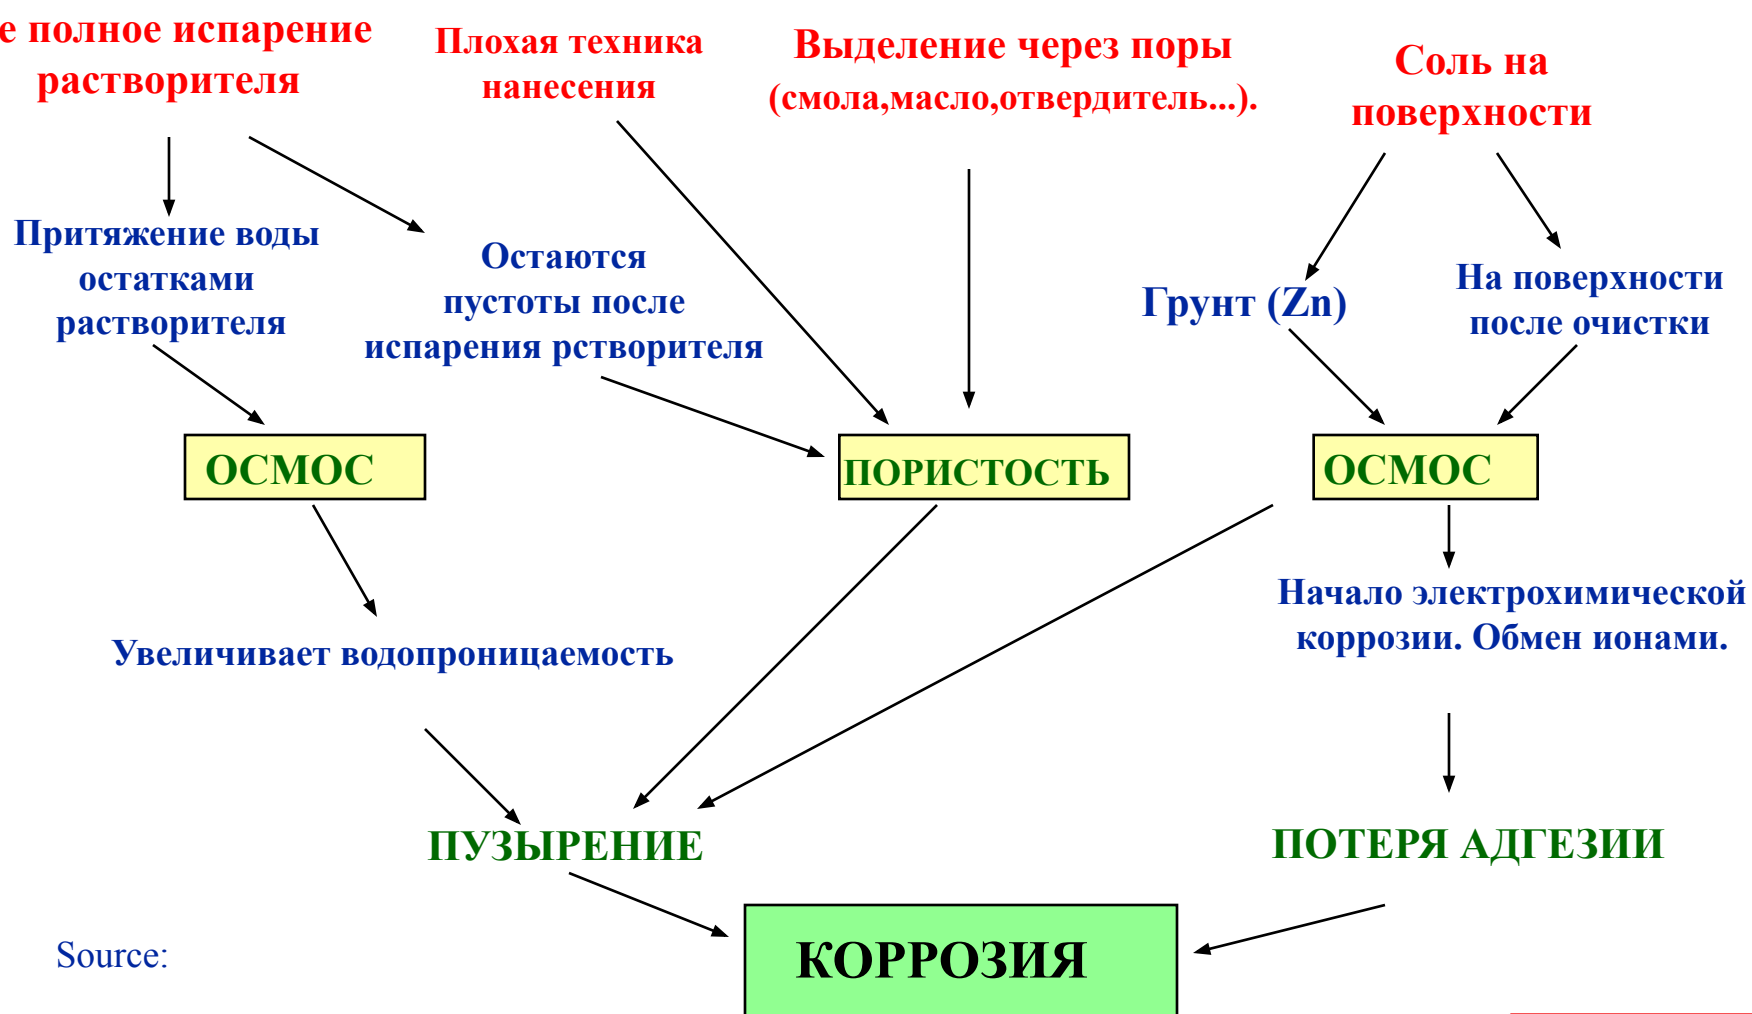 е полное испарение
растворителя
Плохая техника
нанесения
Выделение через поры
(смола,масло,отвердитель...).
Соль на
поверхности
Притяжение воды
остатками
растворителя
Остаются
пустоты после
испарения рстворителя
Грунт (Zn)
На поверхности
после очистки
ОСМОС
ПОРИСТОСТЬ
ОСМОС
Увеличивает водопроницаемость
Начало электрохимической
коррозии. Обмен ионами.
ПУЗЫРЕНИЕ
ПОТЕРЯ АДГЕЗИИ
КОРРОЗИЯ
Source: